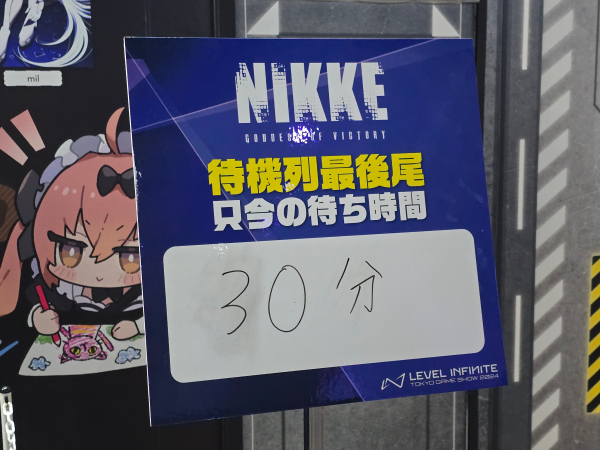 mil
NIKKE
GODDESS OF VICTORY
待機列最後尾
只今の待ち時間
30分
LEVEL INFINITE
TOKYO GAME SHOW 2024